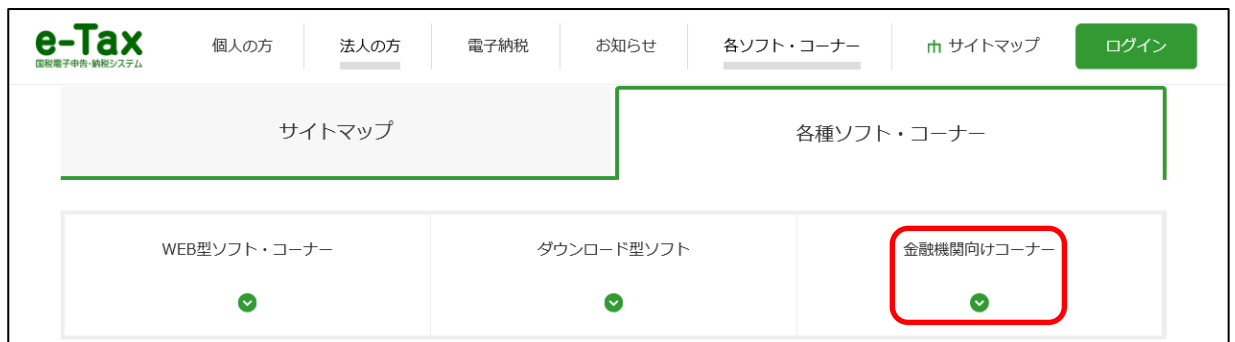 e-Tax
国税電子申告・納税システム
個人の方
法人の方
電子納税
お知らせ
各ソフト・コーナー
サイトマップ
ログイン
サイトマップ
各種ソフト・コーナー
WEB型ソフト・コーナー
ダウンロード型ソフト
金融機関向けコーナー